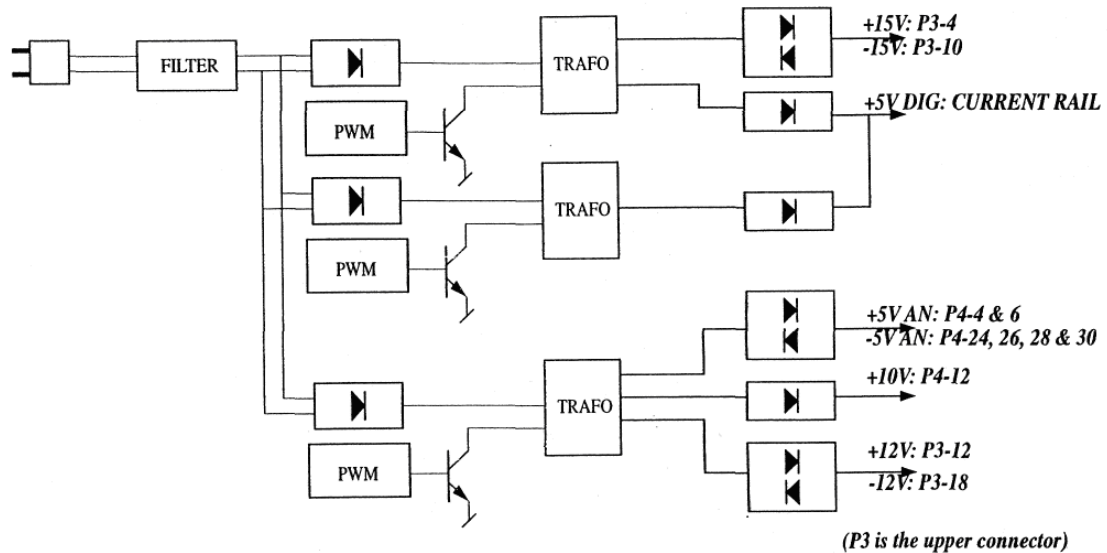 +15V: P3-4
-15V: P3-10
FILTER
TRAFO
+5V DIG: CURRENT RAIL
PWM
TRAFO
PWM
+5V AN: P4-4 & 6
-5V AN: P4-24, 26, 28 & 30
+10V: P4-12
TRAFO
+12V: P3-12
PWM
-12V: P3-18
(P3 is the upper connector)